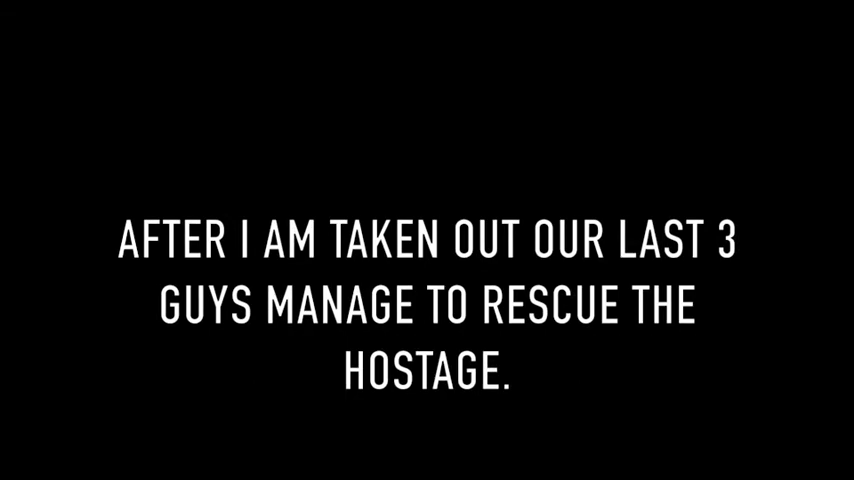 AFTER I AM TAKEN OUT OUR LAST 3
GUYS MANAGE TO RESCUE THE
HOSTAGE.